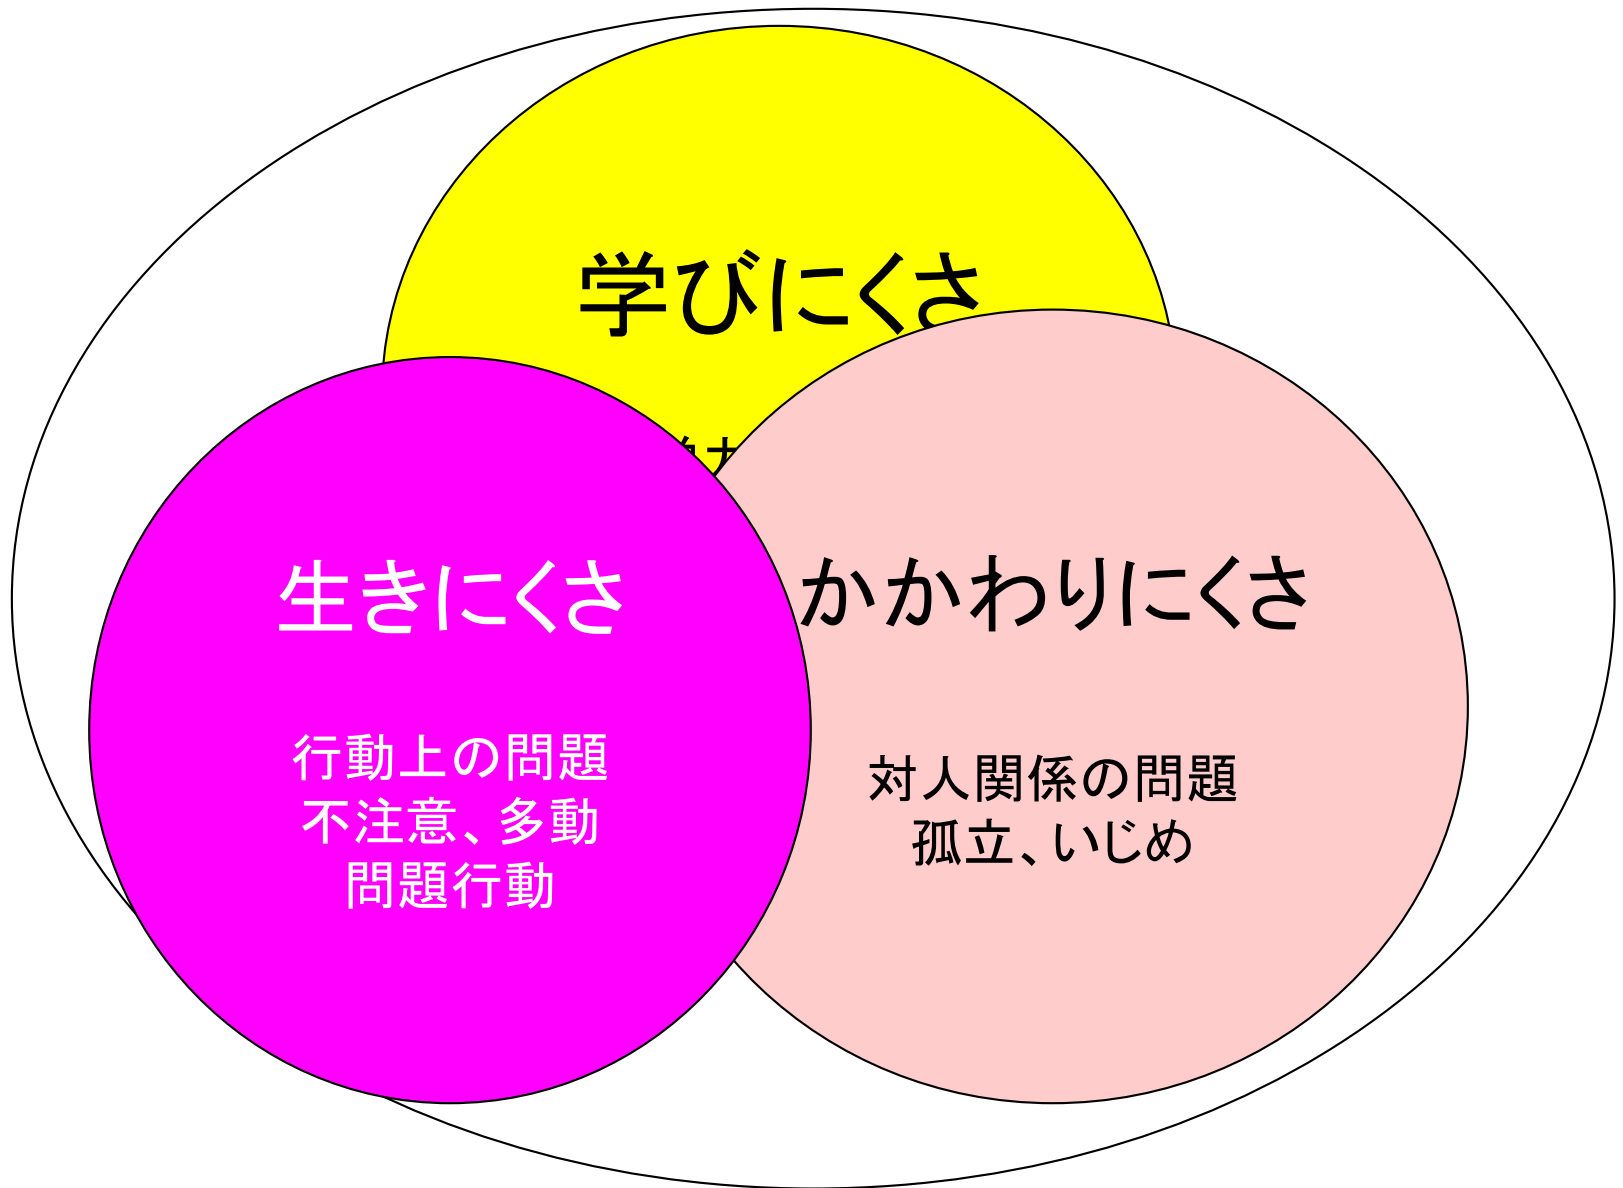 学びにくさ
生きにくさ
行動上の問題
不注意、多動
問題行動
かかわりにくさ
対人関係の問題
孤立、いじめ